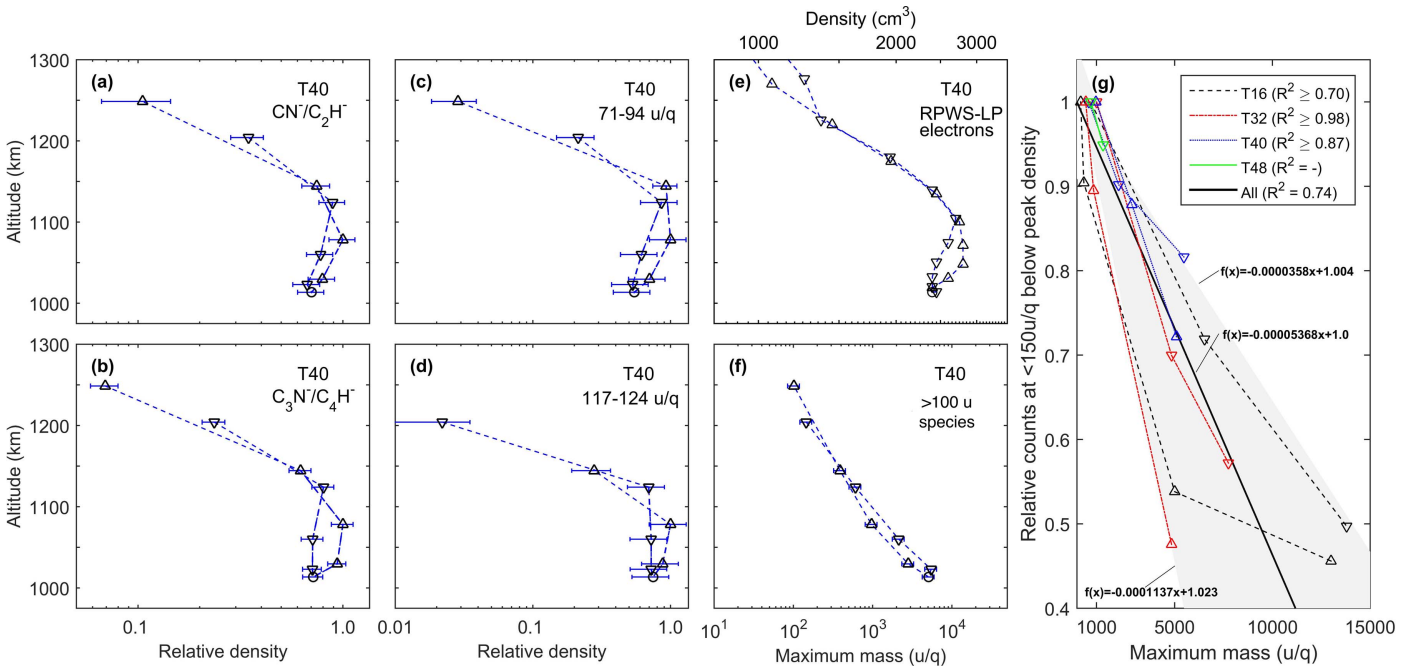 (a)
T40
CN⁻/C₂H⁻
1300
1200
1100
1000
Altitude (km)
(c)
T40
71-94 u/q
Density (cm³)
1000
2000
3000
(e)
T40
RPWS-LP
electrons
(b)
T40
C₃N⁻/C₄H⁻
1300
1200
1100
1000
Altitude (km)
0.1
1.0
Relative density
(d)
T40
117-124 u/q
0.01
0.1
1.0
Relative density
(f)
T40
>100 u
species
10¹
10²
10³
10⁴
Maximum mass (u/q)
(g)
T16 (R² ≥ 0.70)
T32 (R² ≥ 0.98)
T40 (R² ≥ 0.87)
T48 (R² = -)
All (R² = 0.74)
f(x)=-0.0000358x+1.004
f(x)=-0.00005368x+1.0
f(x)=-0.0001137x+1.023
Relative counts at <150u/q below peak density
1
0.9
0.8
0.7
0.6
0.5
0.4
1000
5000
10000
15000
Maximum mass (u/q)